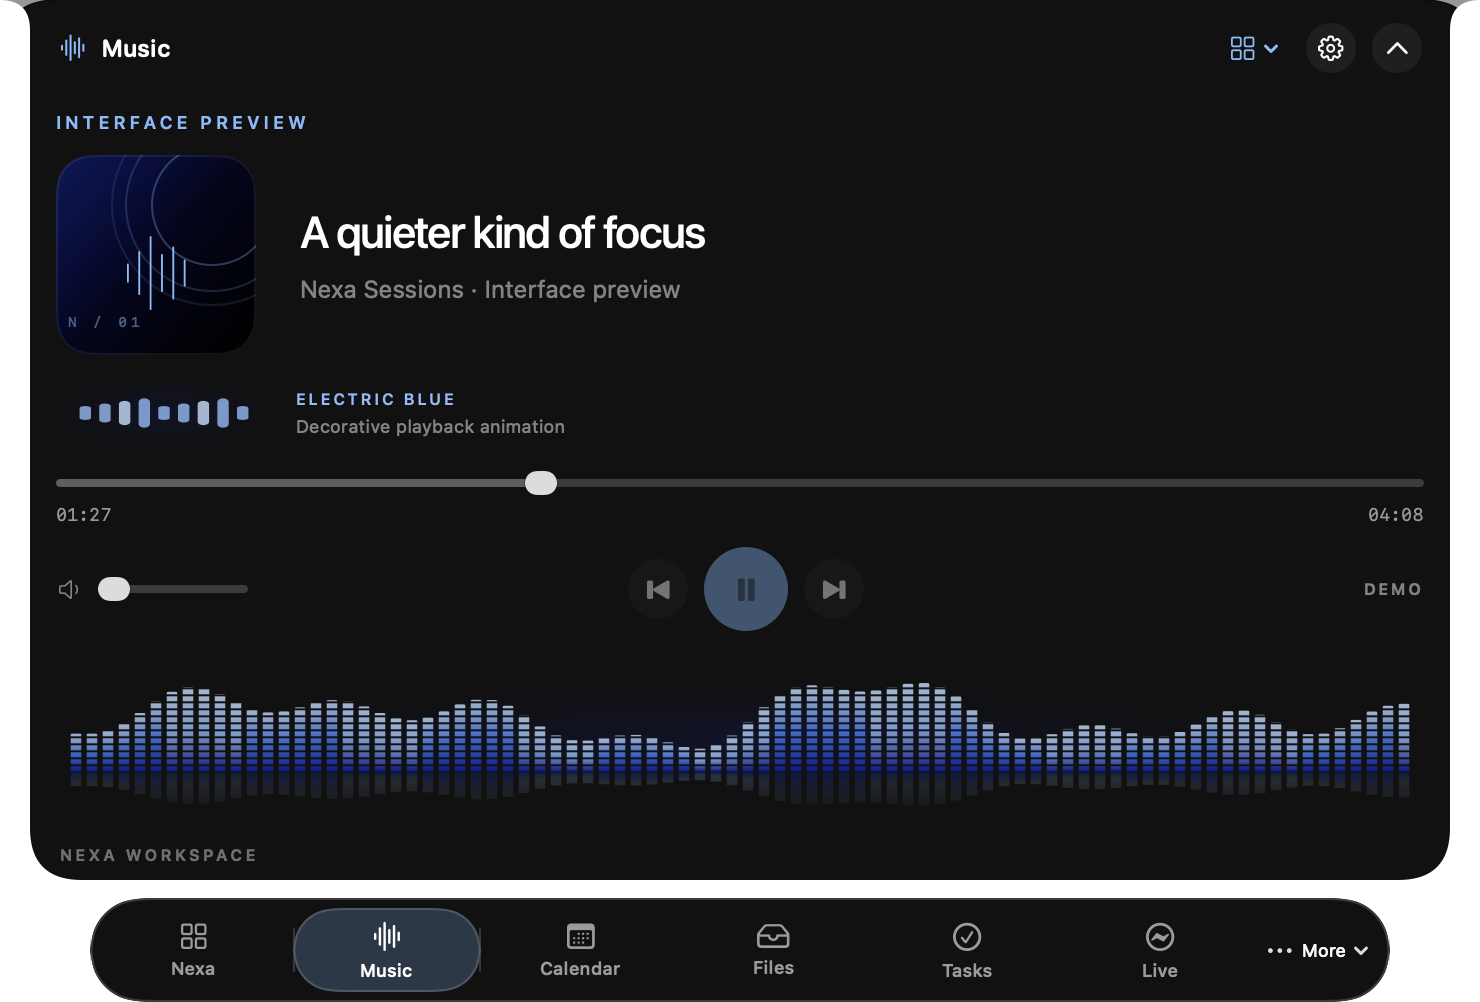 Music
INTERFACE PREVIEW
N / 01
A quieter kind of focus
Nexa Sessions · Interface preview
ELECTRIC BLUE
Decorative playback animation
01:27
04:08
DEMO
NEXA WORKSPACE
Nexa
Music
Calendar
Files
Tasks
Live
More